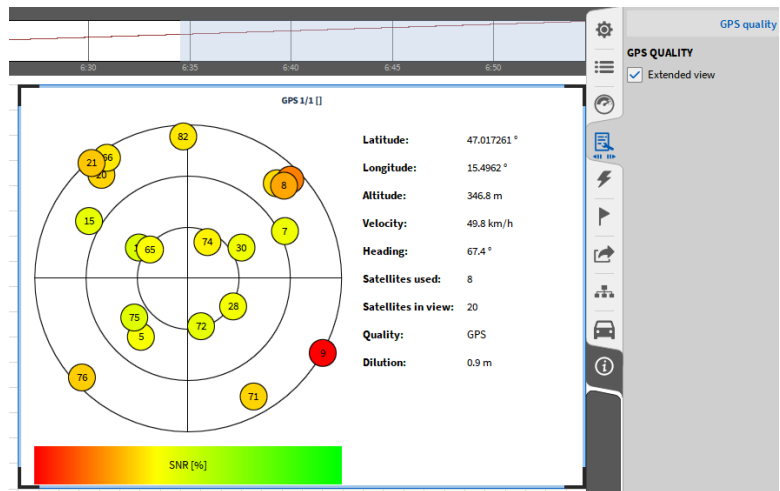 GPS quality
GPS QUALITY
Extended view
6:30
6:35
6:40
6:45
6:50
GPS 1/1 []
82
66
21
20
8
15
7
74
30
65
28
75
72
5
9
76
71
Latitude: 47.017261 °
Longitude: 15.4962 °
Altitude: 346.8 m
Velocity: 49.8 km/h
Heading: 67.4 °
Satellites used: 8
Satellites in view: 20
Quality: GPS
Dilution: 0.9 m
SNR [%]